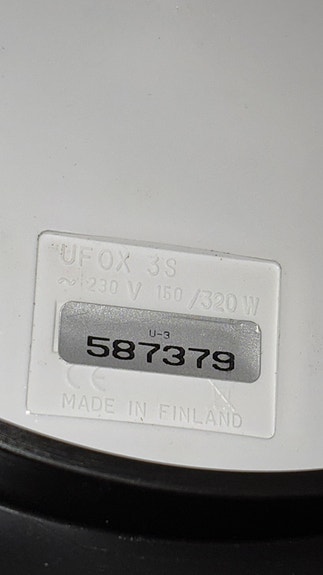 UFOX 3S
~ 230 V 150/320 W
U-3
587379
CE
MADE IN FINLAND